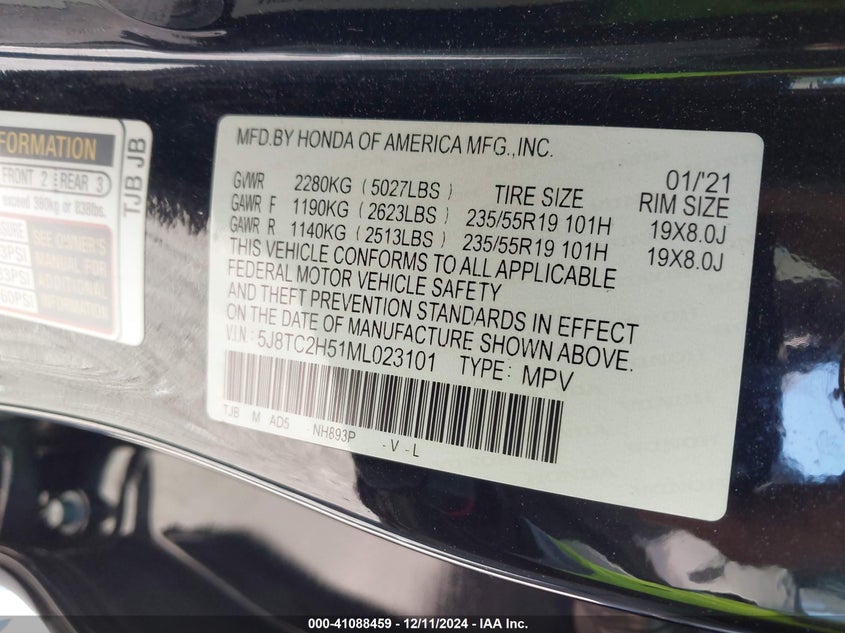 FORMATION
FRONT 2 REAR 3
exceed 380kg or 838lbs.
SEE OWNER'S
MANUAL FOR
ADDITIONAL
INFORMATION
60PSI
TJB JB
MFD.BY HONDA OF AMERICA MFG.,INC.
01/'21
GVWR 2280KG (5027LBS) TIRE SIZE RIM SIZE
GAWR F 1190KG (2623LBS) 235/55R19 101H 19X8.0J
GAWR R 1140KG (2513LBS) 235/55R19 101H 19X8.0J
THIS VEHICLE CONFORMS TO ALL APPLICABLE
FEDERAL MOTOR VEHICLE SAFETY
AND THEFT PREVENTION STANDARDS IN EFFECT
ON THE DATE OF MANUFACTURE SHOWN ABOVE.
V.I.N: 5J8TC2H51ML023101 TYPE: MPV
TJB M AD5 NH893P -V-L
000-41088459 - 12/11/2024 - IAA Inc.